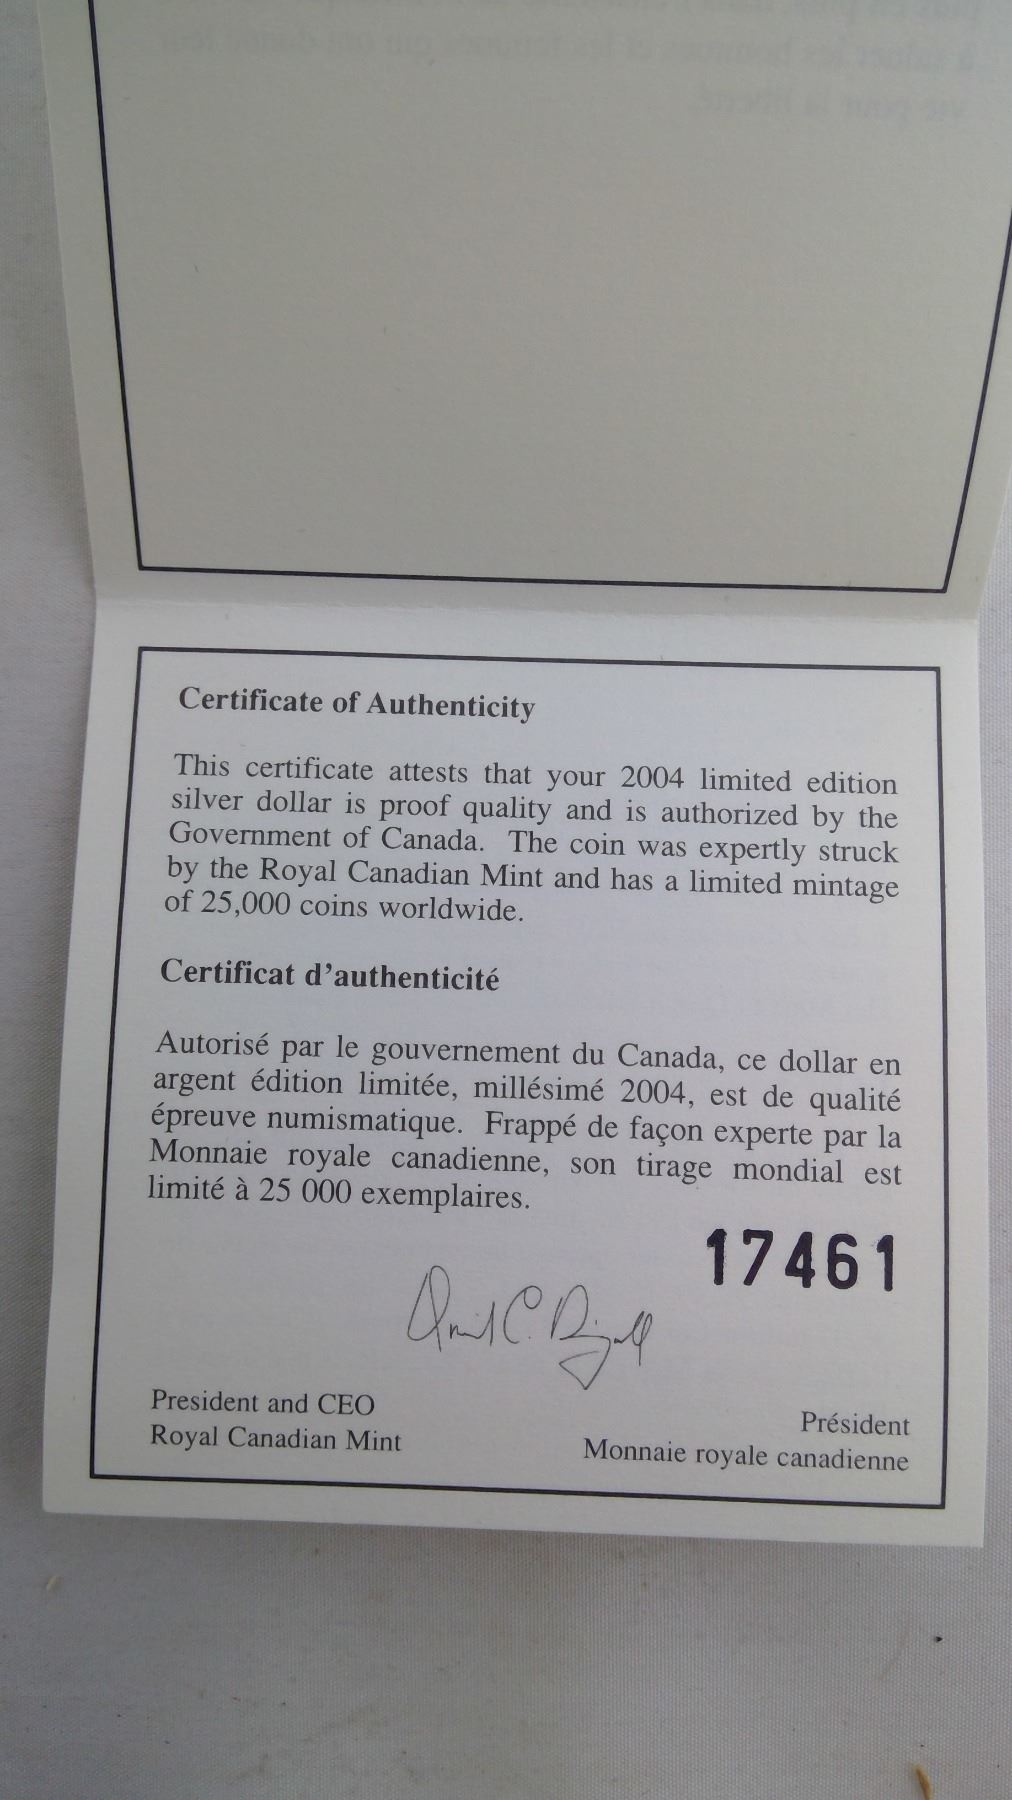 Certificate of Authenticity
This certificate attests that your 2004 limited edition
silver dollar is proof quality and is authorized by the
Government of Canada. The coin was expertly struck
by the Royal Canadian Mint and has a limited mintage
of 25,000 coins worldwide.
Certificat d'authenticité
Autorisé par le gouvernement du Canada, ce dollar en
argent édition limitée, millésimé 2004, est de qualité
épreuve numismatique. Frappé de façon experte par la
Monnaie royale canadienne, son tirage mondial est
limité à 25 000 exemplaires.
17461
President and CEO
Royal Canadian Mint
Président
Monnaie royale canadienne